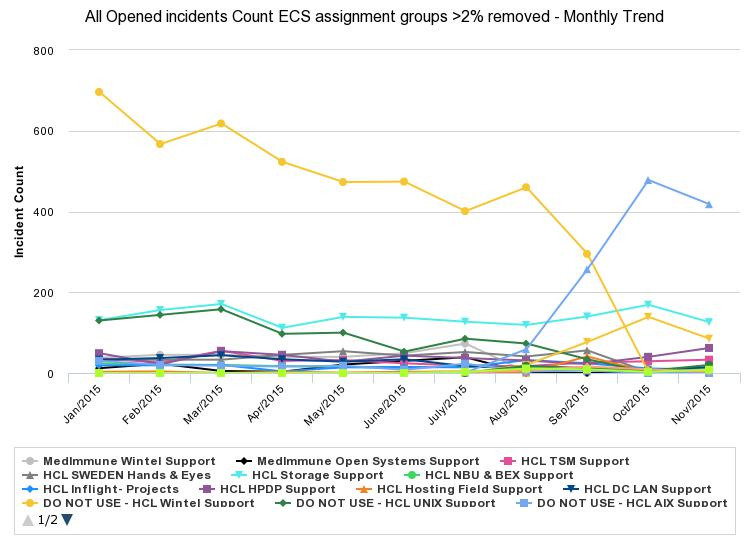 All Opened incidents Count ECS assignment groups >2% removed - Monthly Trend
800
600
400
200
0
Incident Count
Jan/2015 Feb/2015 Mar/2015 Apr/2015 May/2015 June/2015 July/2015 Aug/2015 Sep/2015 Oct/2015 Nov/2015
MedImmune Wintel Support MedImmune Open Systems Support HCL TSM Support
HCL SWEDEN Hands & Eyes HCL Storage Support HCL NBU & BEX Support
HCL Inflight- Projects HCL HPDP Support HCL Hosting Field Support HCL DC LAN Support
DO NOT USE - HCL Wintel Support DO NOT USE - HCL UNIX Support DO NOT USE - HCL AIX Support
1/2